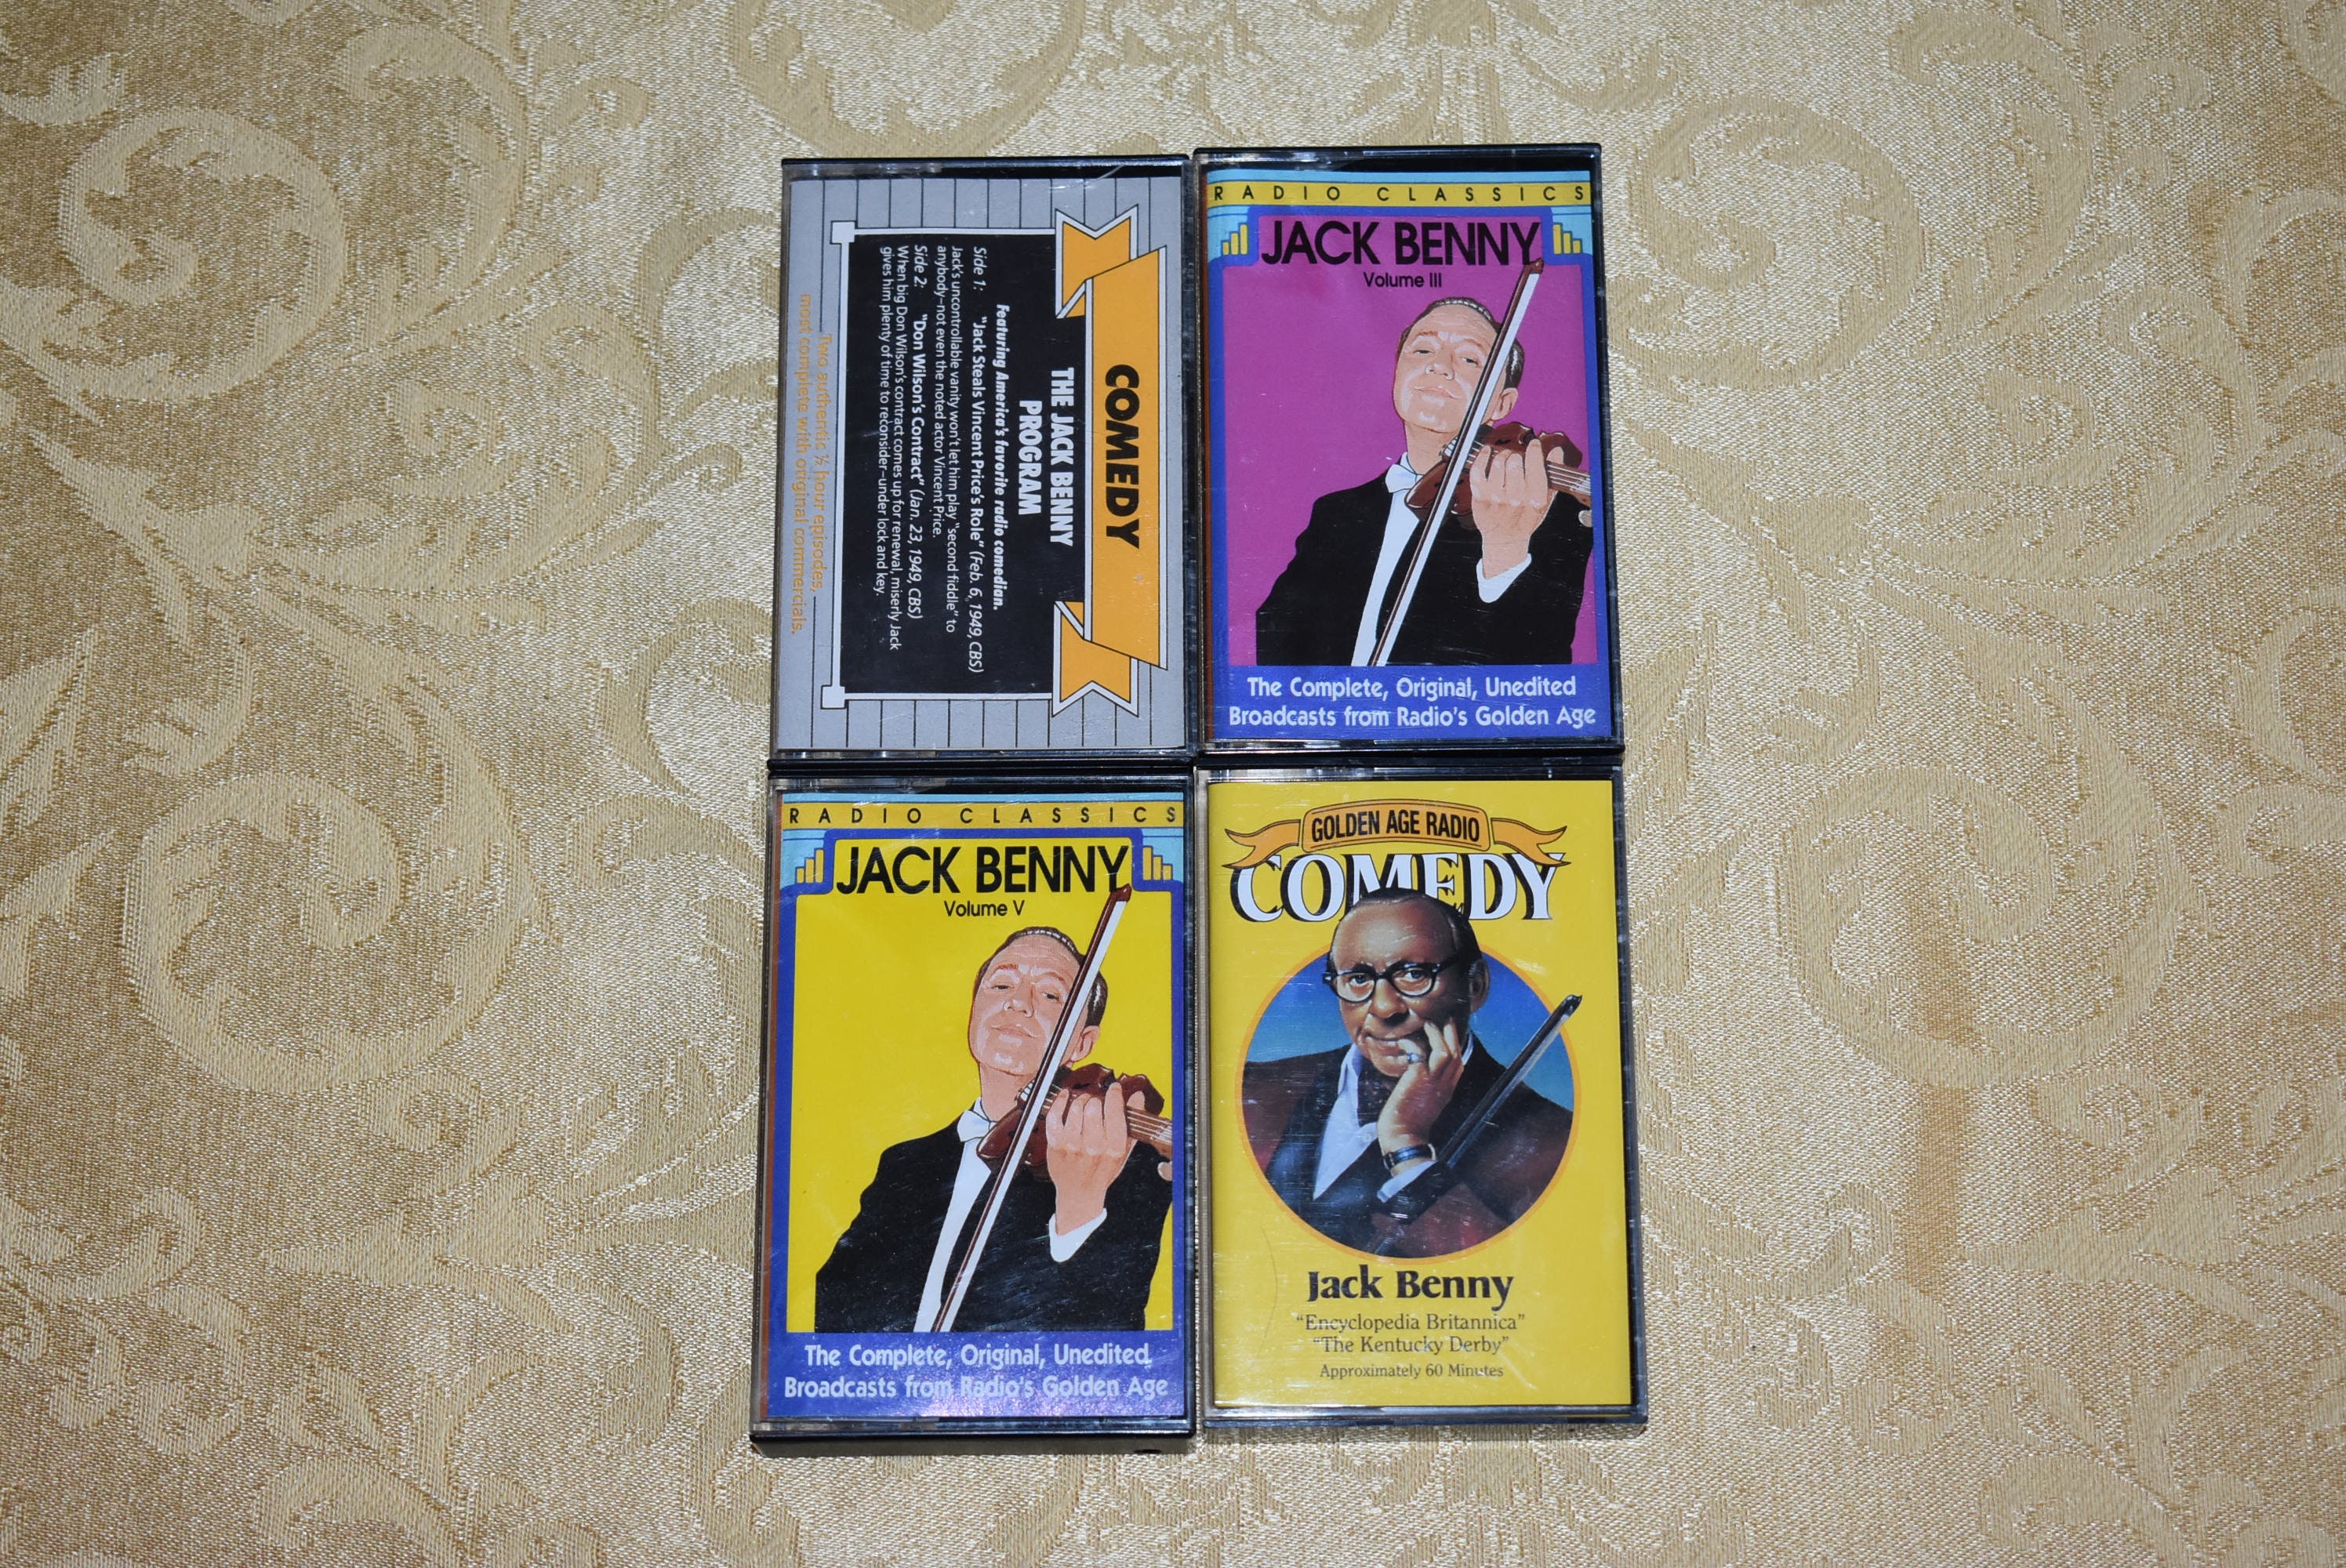 COMEDY
THE JACK BENNY
PROGRAM
Featuring America's favorite radio comedian.
Side 1: "Jack Steals Vincent Price's Role" (Feb. 6, 1949, CBS)
Jack's uncontrollable vanity won't let him play "second fiddle" to
anybody—not even the noted actor Vincent Price.
Side 2: "Don Wilson's Contract" (Jan. 23, 1949, CBS)
When big Don Wilson's contract comes up for renewal, miserly Jack
gives him plenty of time to reconsider—under lock and key.
Two authentic ½ hour episodes,
most complete with original commercials.
RADIO CLASSICS
JACK BENNY
Volume III
The Complete, Original, Unedited
Broadcasts from Radio's Golden Age
RADIO CLASSICS
JACK BENNY
Volume V
The Complete, Original, Unedited
Broadcasts from Radio's Golden Age
GOLDEN AGE RADIO
COMEDY
Jack Benny
"Encyclopedia Britannica"
"The Kentucky Derby"
Approximately 60 Minutes